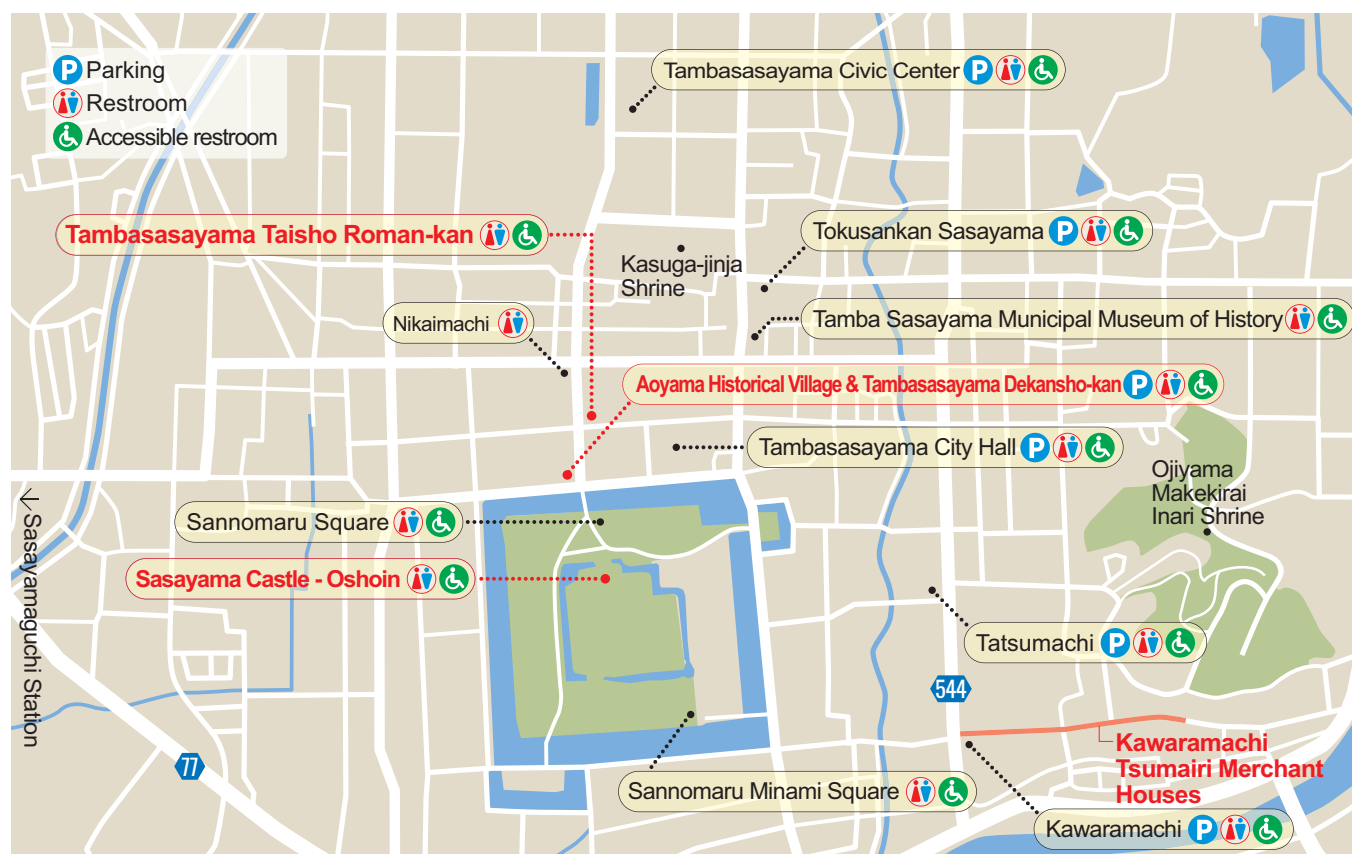 P Parking
Restroom
Accessible restroom
Tambasasayama Civic Center P
Tambasasayama Taisho Roman-kan
Tokusankan Sasayama P
Kasuga-jinja
Shrine
Nikaimachi
Tamba Sasayama Municipal Museum of History
Aoyama Historical Village & Tambasasayama Dekansho-kan P
Tambasasayama City Hall P
Ojiyama
Makekirai
Inari Shrine
Sannomaru Square
Sasayama Castle - Oshoin
←Sasayamaguchi Station
Tatsumachi P
544
77
Kawaramachi
Tsumairi Merchant
Houses
Sannomaru Minami Square
Kawaramachi P